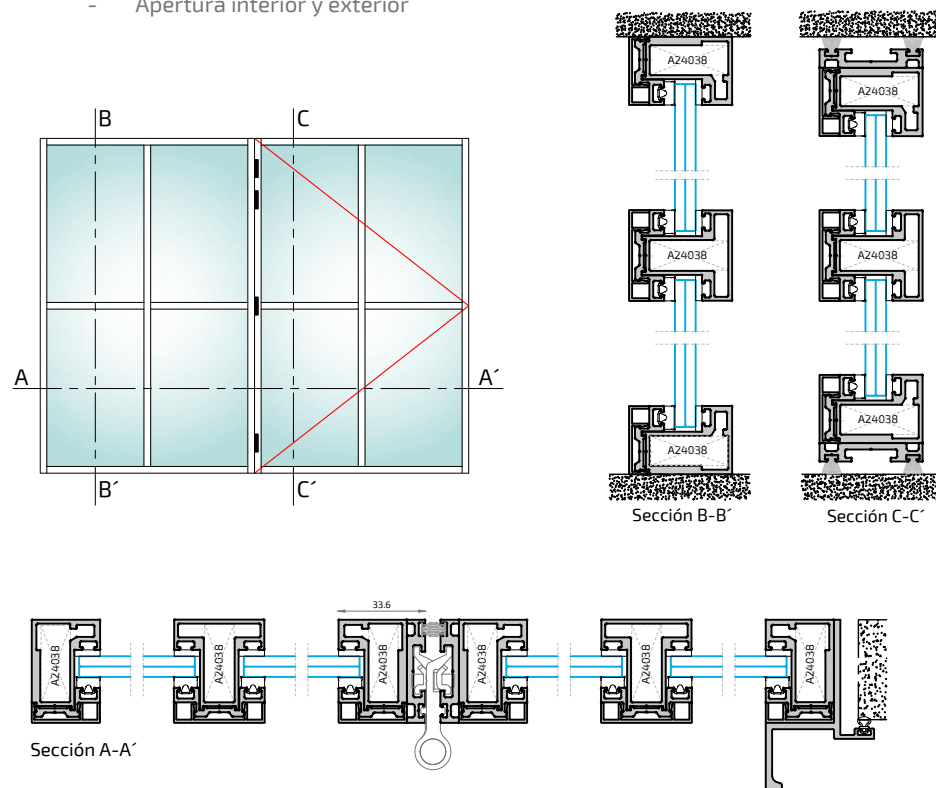 - Apertura interior y exterior
B C
A A´
B´ C´
A24038 A24038
A24038 A24038
A24038 A24038
Sección B-B´ Sección C-C´
33.6
A24038 A24038 A24038 A24038 A24038 A24038
Sección A-A´